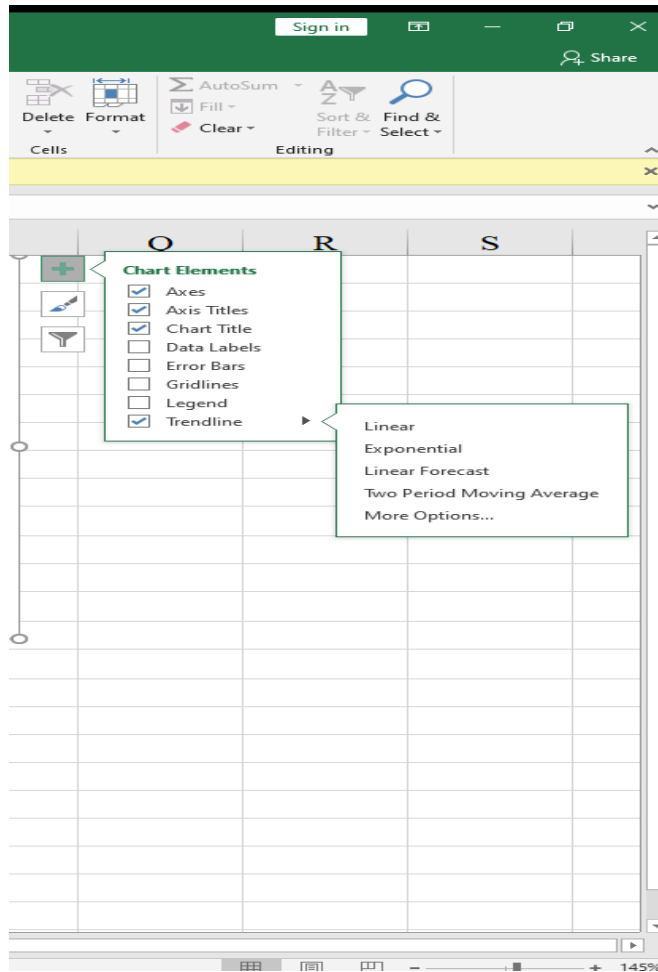 Sign in
Share
AutoSum
Fill
Clear
Delete Format
Sort &
Filter
Find &
Select
Cells
Editing
Q R S
Chart Elements
Axes
Axis Titles
Chart Title
Data Labels
Error Bars
Gridlines
Legend
Trendline
Linear
Exponential
Linear Forecast
Two Period Moving Average
More Options...
145%